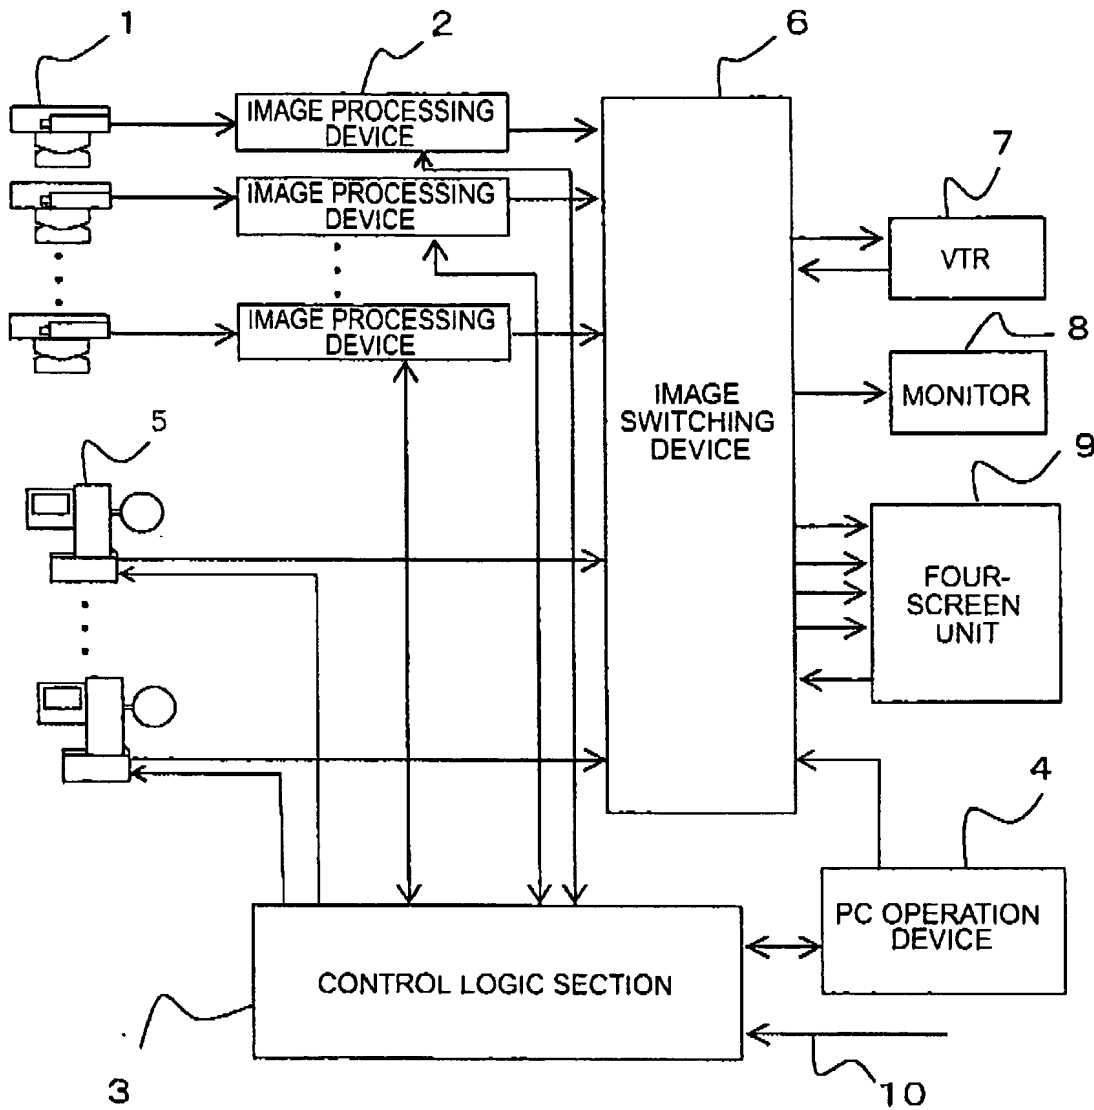 1
2
6
IMAGE PROCESSING
DEVICE
IMAGE PROCESSING
DEVICE
IMAGE PROCESSING
DEVICE
7
VTR
8
MONITOR
IMAGE
SWITCHING
DEVICE
5
9
FOUR-
SCREEN
UNIT
4
PC OPERATION
DEVICE
CONTROL LOGIC SECTION
3
10